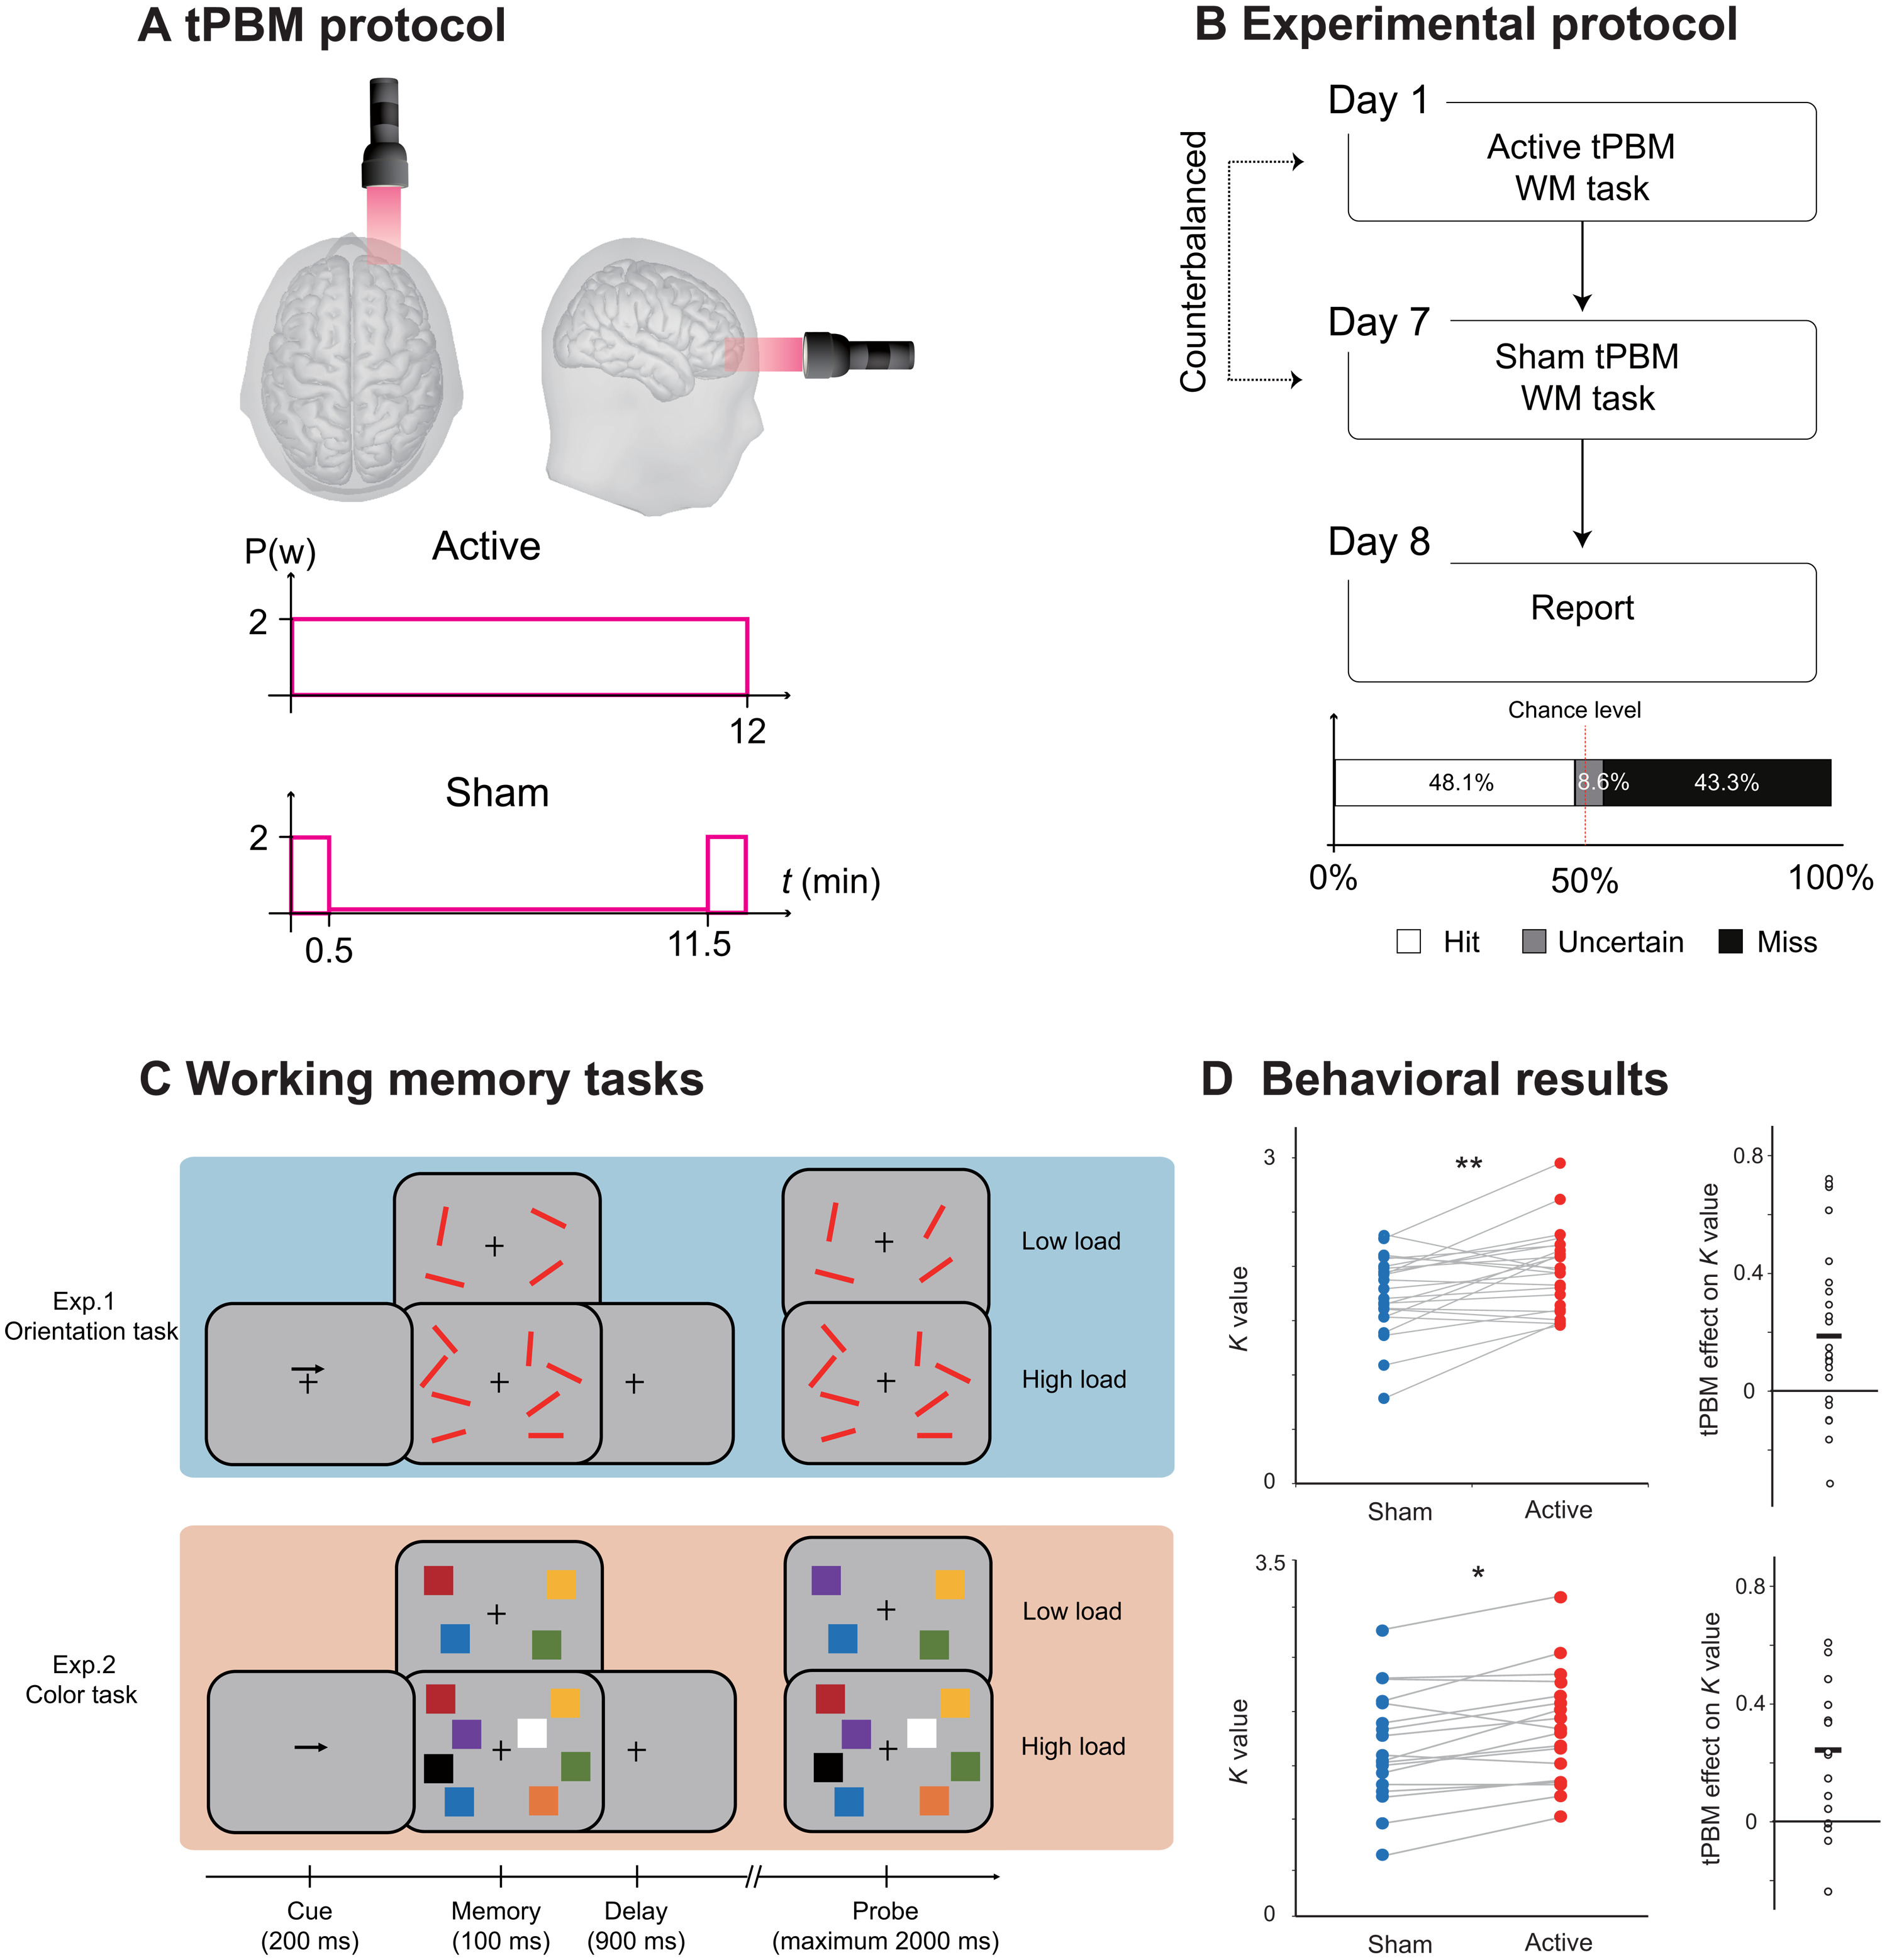 A tPBM protocol
P(w)
Active
2
12
Sham
2
t (min)
0.5
11.5
B Experimental protocol
Counterbalanced
Day 1
Active tPBM
WM task
Day 7
Sham tPBM
WM task
Day 8
Report
Chance level
48.1%
8.6%
43.3%
0%
50%
100%
Hit
Uncertain
Miss
C Working memory tasks
Exp.1
Orientation task
Low load
High load
Exp.2
Color task
Low load
High load
Cue
(200 ms)
Memory
(100 ms)
Delay
(900 ms)
Probe
(maximum 2000 ms)
D Behavioral results
3
**
K value
0
Sham
Active
0.8
0.4
0
tPBM effect on K value
3.5
*
K value
0
Sham
Active
0.8
0.4
0
tPBM effect on K value